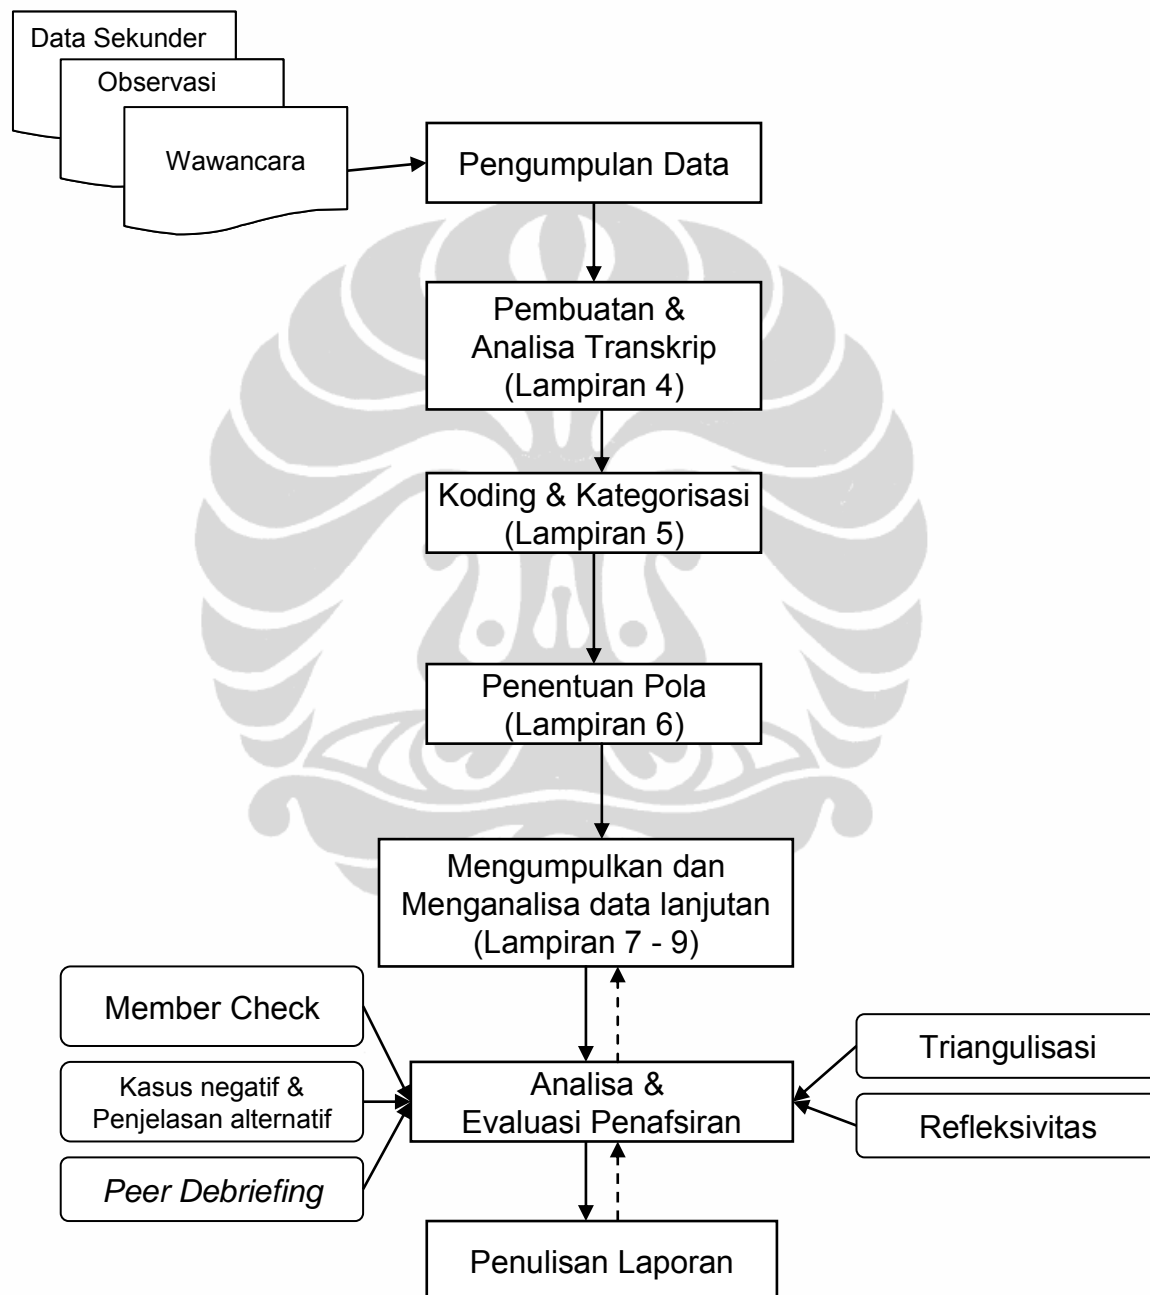 Data Sekunder
Observasi
Wawancara
Pengumpulan Data
Pembuatan &
Analisa Transkrip
(Lampiran 4)
Koding & Kategorisasi
(Lampiran 5)
Penentuan Pola
(Lampiran 6)
Mengumpulkan dan
Menganalisa data lanjutan
(Lampiran 7 - 9)
Member Check
Kasus negatif &
Penjelasan alternatif
Peer Debriefing
Analisa &
Evaluasi Penafsiran
Triangulisasi
Refleksivitas
Penulisan Laporan